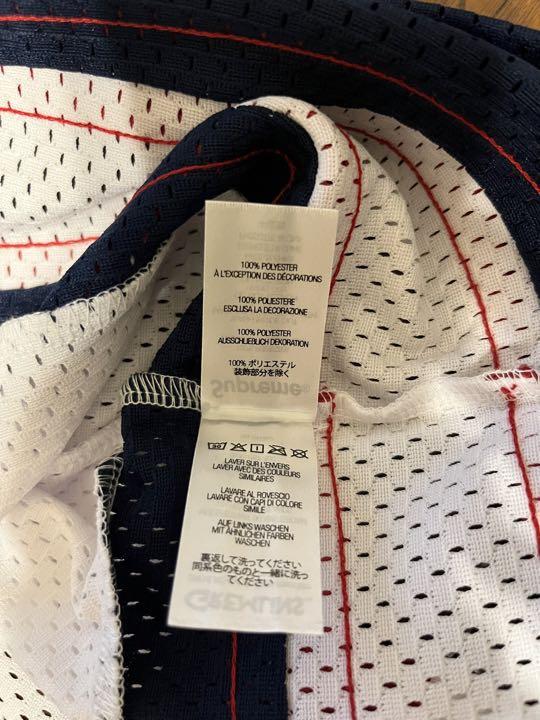 100% POLYESTER
À L'EXCEPTION DES DÉCORATIONS
100% POLIESTERE
ESCLUSA LA DECORAZIONE
100% POLYESTER
AUSSCHLIEBLICH DEKORATION
100% ポリエステル
装飾部分を除く
Supreme
LAVER SUR L'ENVERS
LAVER AVEC DES COULEURS
SIMILAIRES
LAVARE AL ROVESCIO
LAVARE CON CAPI DI COLORE
SIMILE
AUF LINKS WASCHEN
MIT ÄHNLICHEN FARBEN
WASCHEN
裏返して洗ってください
同系色のものと一緒に洗っ
てください
GREMLINS